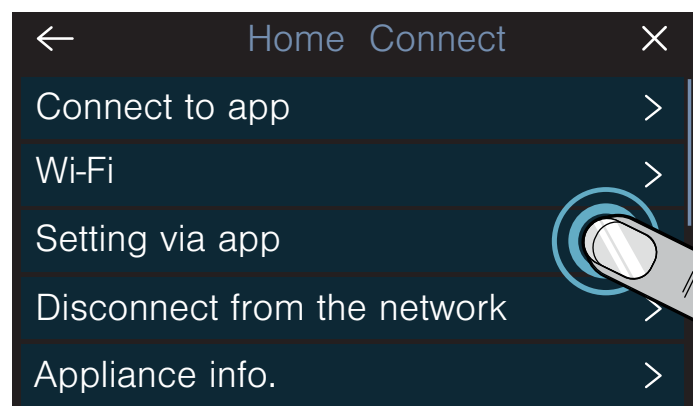 Home Connect
Connect to app
Wi-Fi
Setting via app
Disconnect from the network
Appliance info.